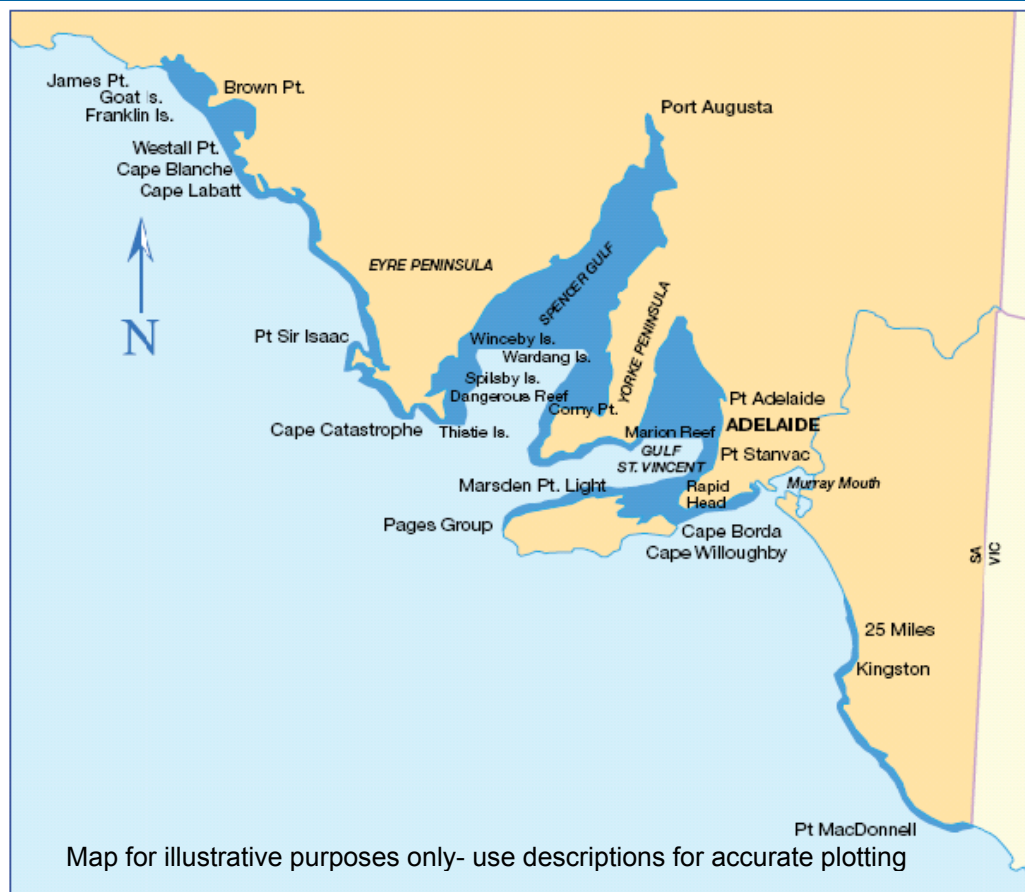 James Pt.
Goat Is.
Franklin Is.
Brown Pt.
Port Augusta
Westall Pt.
Cape Blanche
Cape Labatt
N
EYRE PENINSULA
SPENCER GULF
YORKE PENINSULA
Pt Sir Isaac
Winceby Is.
Wardang Is.
Spilsby Is.
Dangerous Reef
Corny Pt.
Cape Catastrophe
Thistie Is.
Pt Adelaide
ADELAIDE
Marion Reef
GULF
ST. VINCENT
Pt Stanvac
Marsden Pt. Light
Rapid
Head
Murray Mouth
Pages Group
Cape Borda
Cape Willoughby
SA
VIC
25 Miles
Kingston
Pt MacDonnell
Map for illustrative purposes only- use descriptions for accurate plotting